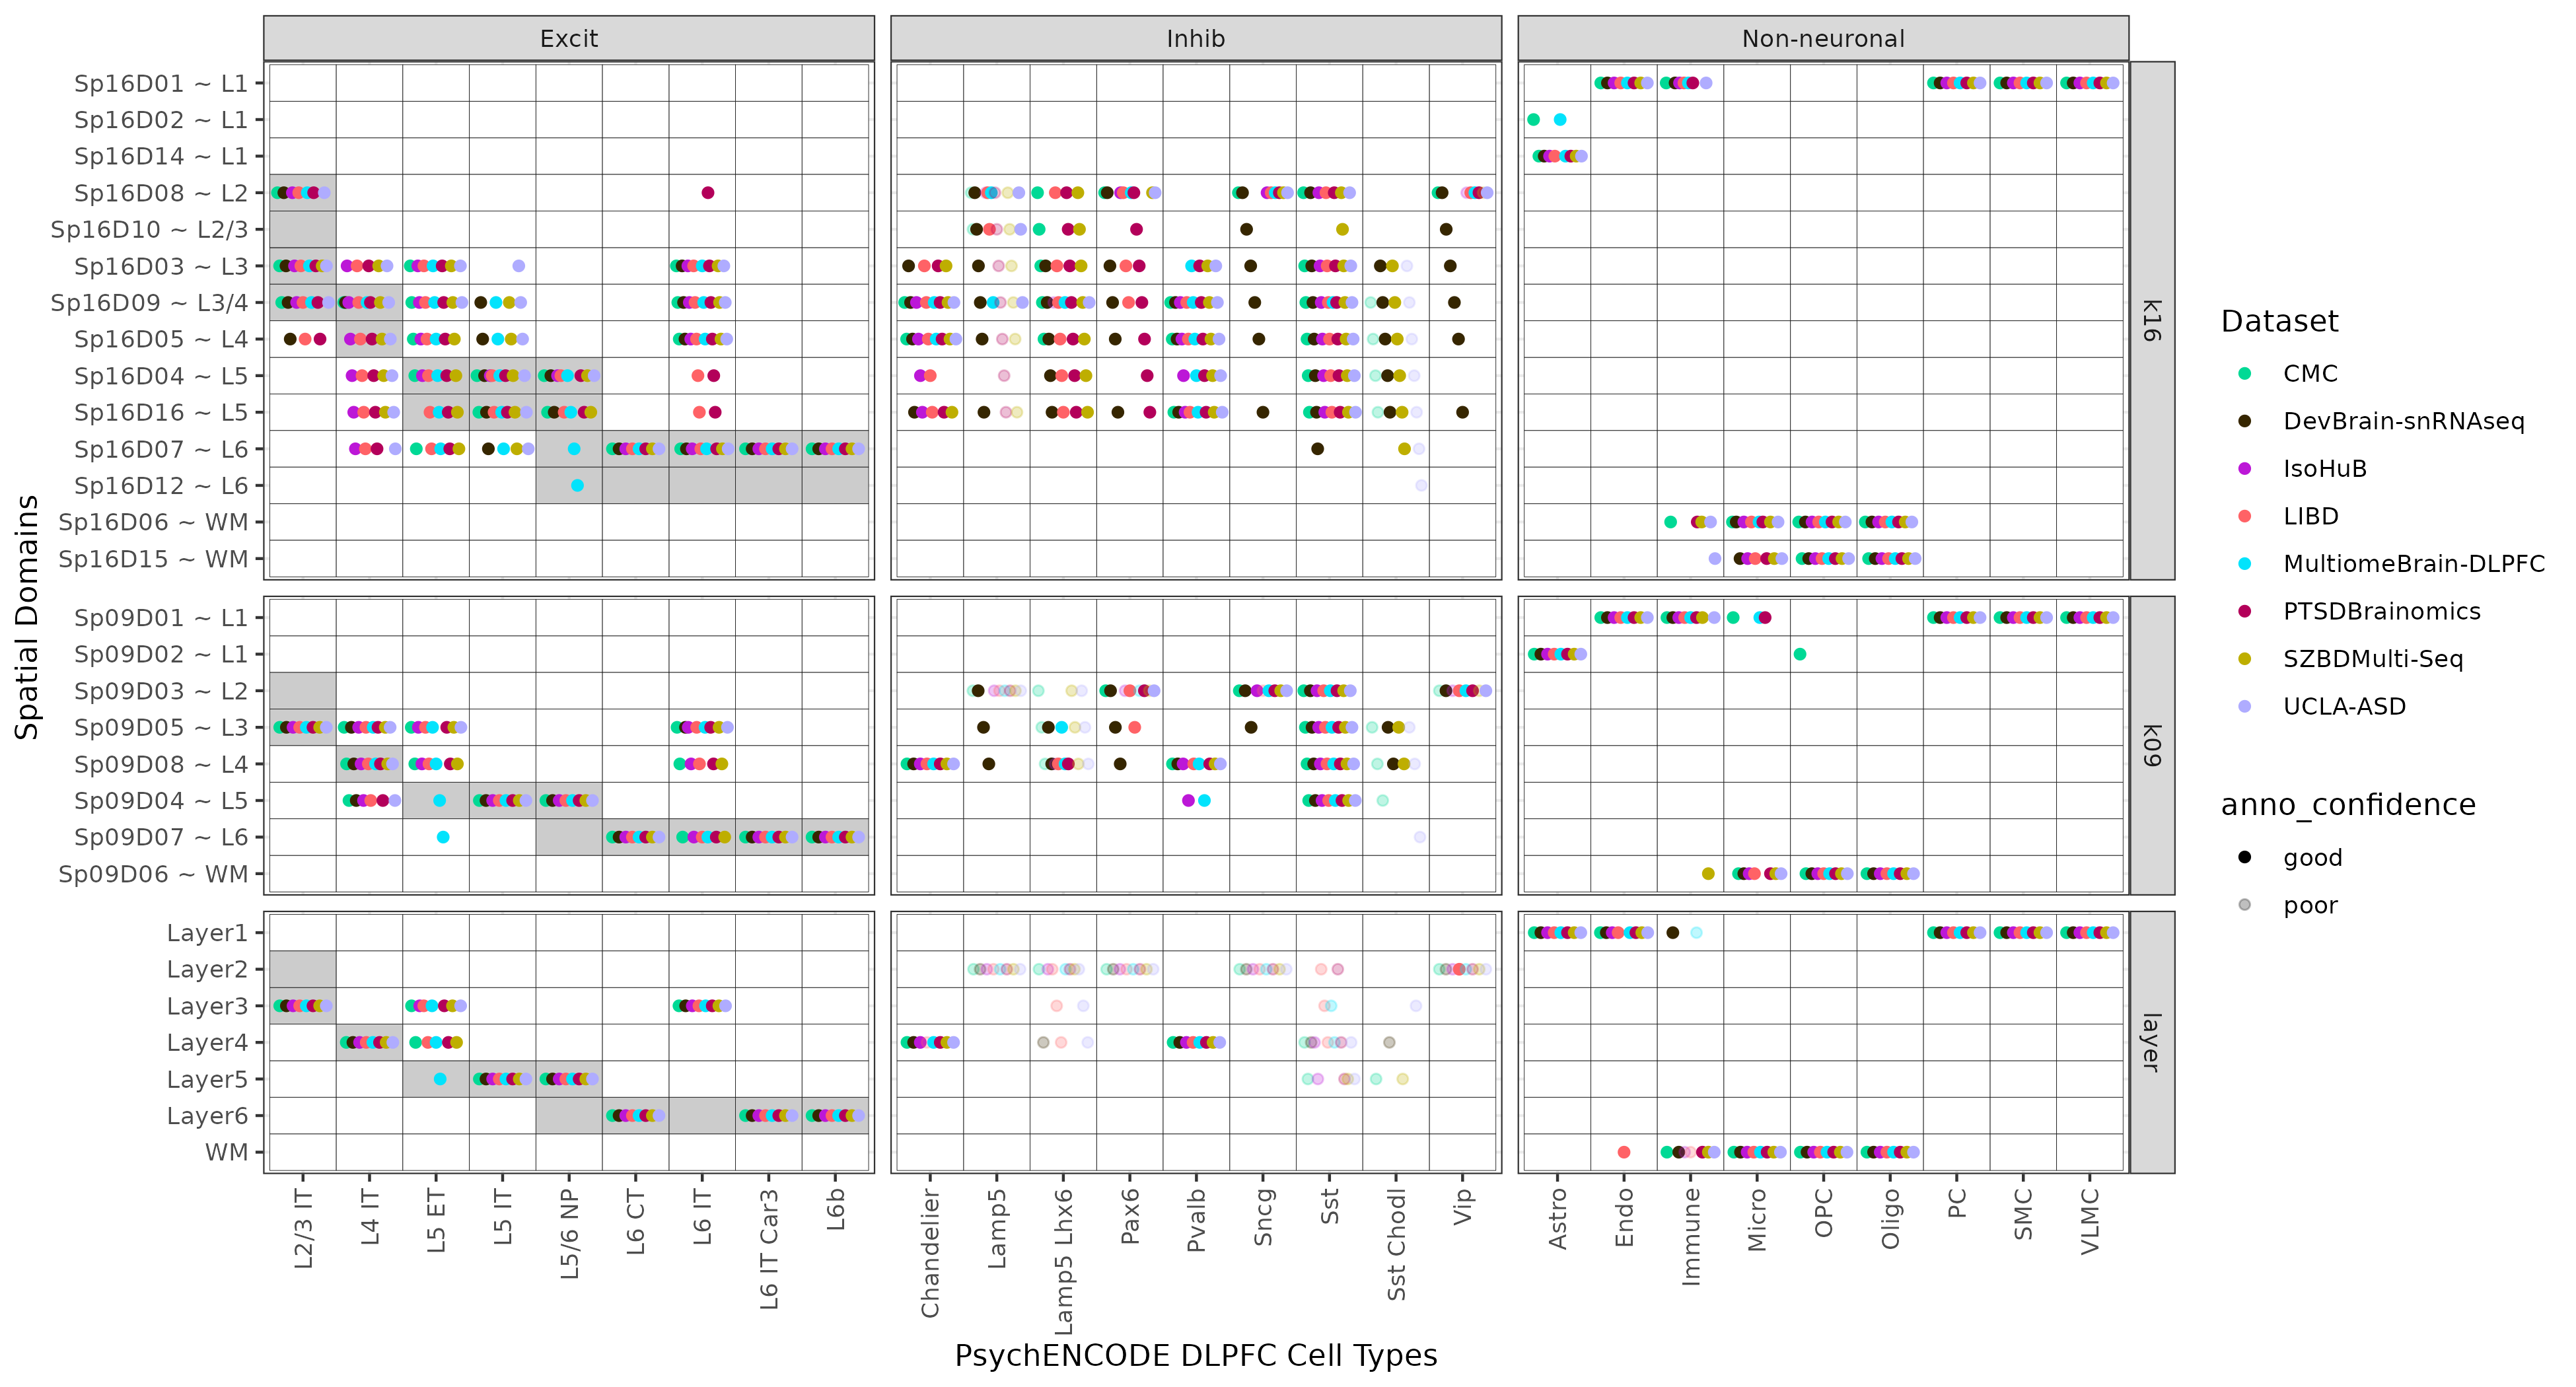 Excit
Inhib
Non-neuronal
Spatial Domains
Sp16D01 ~ L1
Sp16D02 ~ L1
Sp16D14 ~ L1
Sp16D08 ~ L2
Sp16D10 ~ L2/3
Sp16D03 ~ L3
Sp16D09 ~ L3/4
Sp16D05 ~ L4
Sp16D04 ~ L5
Sp16D16 ~ L5
Sp16D07 ~ L6
Sp16D12 ~ L6
Sp16D06 ~ WM
Sp16D15 ~ WM
k16
Sp09D01 ~ L1
Sp09D02 ~ L1
Sp09D03 ~ L2
Sp09D05 ~ L3
Sp09D08 ~ L4
Sp09D04 ~ L5
Sp09D07 ~ L6
Sp09D06 ~ WM
k09
Layer1
Layer2
Layer3
Layer4
Layer5
Layer6
WM
layer
L2/3 IT
L4 IT
L5 ET
L5 IT
L5/6 NP
L6 CT
L6 IT
L6 IT Car3
L6b
Chandelier
Lamp5
Lamp5 Lhx6
Pax6
Pvalb
Sncg
Sst
Sst Chodl
Vip
Astro
Endo
Immune
Micro
OPC
Oligo
PC
SMC
VLMC
PsychENCODE DLPFC Cell Types
Dataset
CMC
DevBrain-snRNAseq
IsoHuB
LIBD
MultiomeBrain-DLPFC
PTSDBrainomics
SZBDMulti-Seq
UCLA-ASD
anno_confidence
good
poor